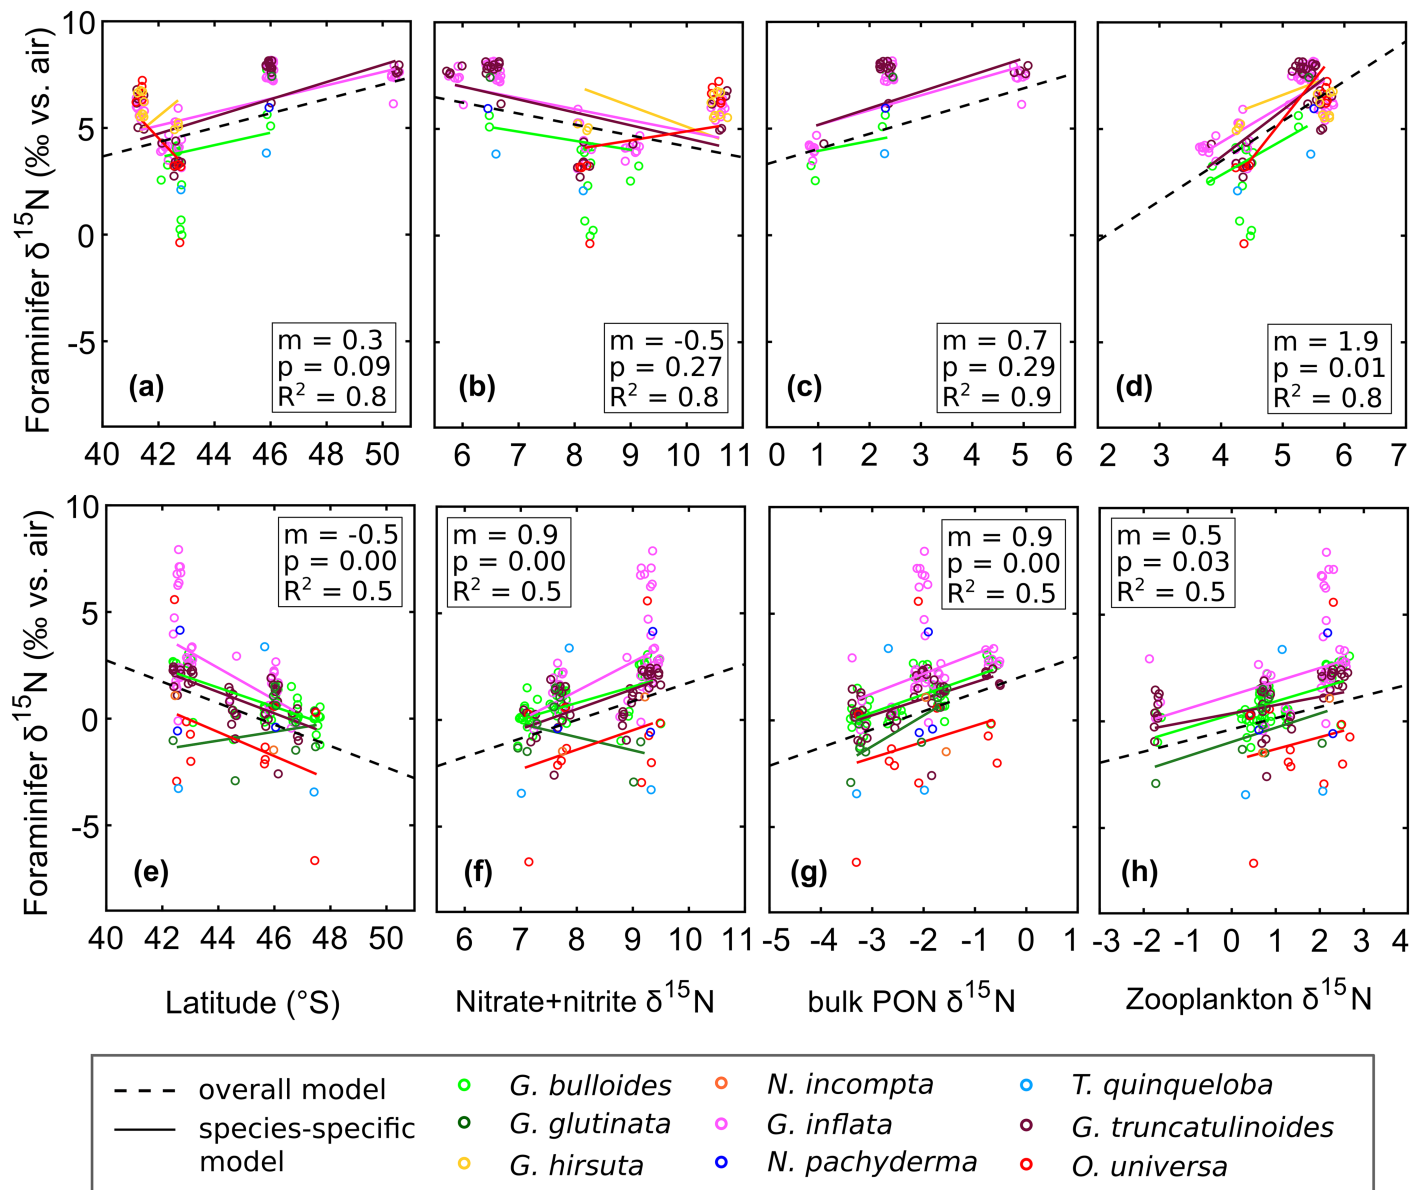 Foraminifer δ¹⁵N (‰ vs. air)
10
5
0
-5
(a)
m = 0.3
p = 0.09
R² = 0.8
40 42 44 46 48 50
(b)
m = -0.5
p = 0.27
R² = 0.8
6 7 8 9 10 11
(c)
m = 0.7
p = 0.29
R² = 0.9
0 1 2 3 4 5 6
(d)
m = 1.9
p = 0.01
R² = 0.8
2 3 4 5 6 7
Foraminifer δ¹⁵N (‰ vs. air)
10
5
0
-5
m = -0.5
p = 0.00
R² = 0.5
(e)
40 42 44 46 48 50
Latitude (°S)
m = 0.9
p = 0.00
R² = 0.5
(f)
6 7 8 9 10 11
Nitrate+nitrite δ¹⁵N
m = 0.9
p = 0.00
R² = 0.5
(g)
-5 -4 -3 -2 -1 0 1
bulk PON δ¹⁵N
m = 0.5
p = 0.03
R² = 0.5
(h)
-3 -2 -1 0 1 2 3 4
Zooplankton δ¹⁵N
overall model
species-specific
model
G. bulloides
G. glutinata
G. hirsuta
N. incompta
G. inflata
N. pachyderma
T. quinqueloba
G. truncatulinoides
O. universa